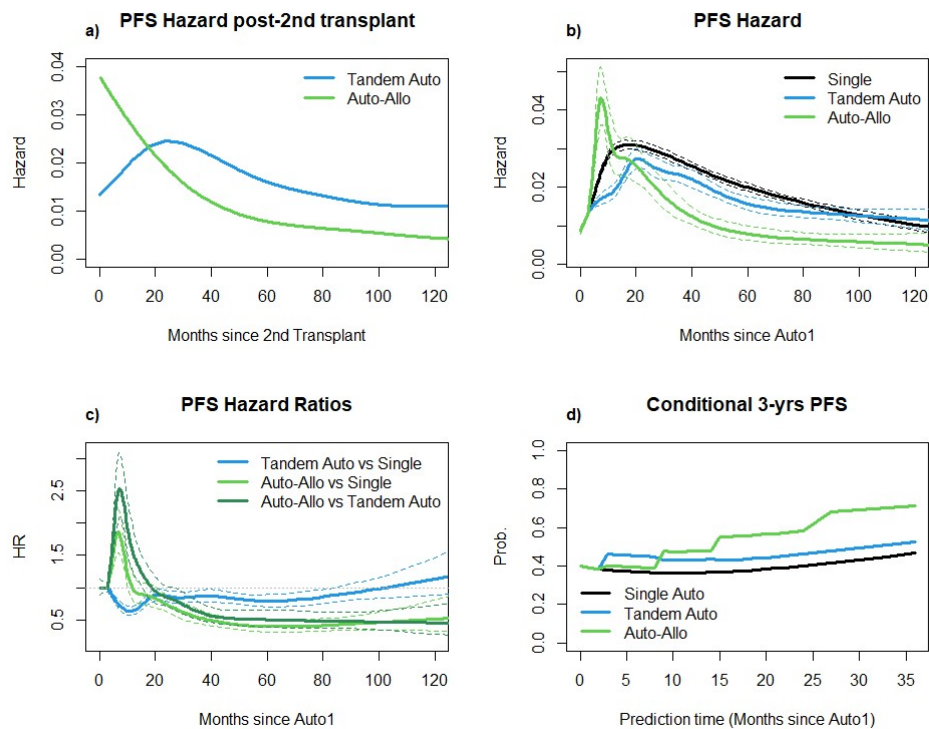 PFS Hazard post-2nd transplant
a)
Tandem Auto
Auto-Allo
Hazard
0.00 0.01 0.02 0.03 0.04
0 20 40 60 80 100 120
Months since 2nd Transplant
PFS Hazard
b)
Single
Tandem Auto
Auto-Allo
Hazard
0.00 0.02 0.04
0 20 40 60 80 100 120
Months since Auto1
PFS Hazard Ratios
c)
Tandem Auto vs Single
Auto-Allo vs Single
Auto-Allo vs Tandem Auto
HR
0.5 1.5 2.5
0 20 40 60 80 100 120
Months since Auto1
Conditional 3-yrs PFS
d)
Prob.
0.0 0.2 0.4 0.6 0.8 1.0
Single Auto
Tandem Auto
Auto-Allo
0 5 10 15 20 25 30 35
Prediction time (Months since Auto1)